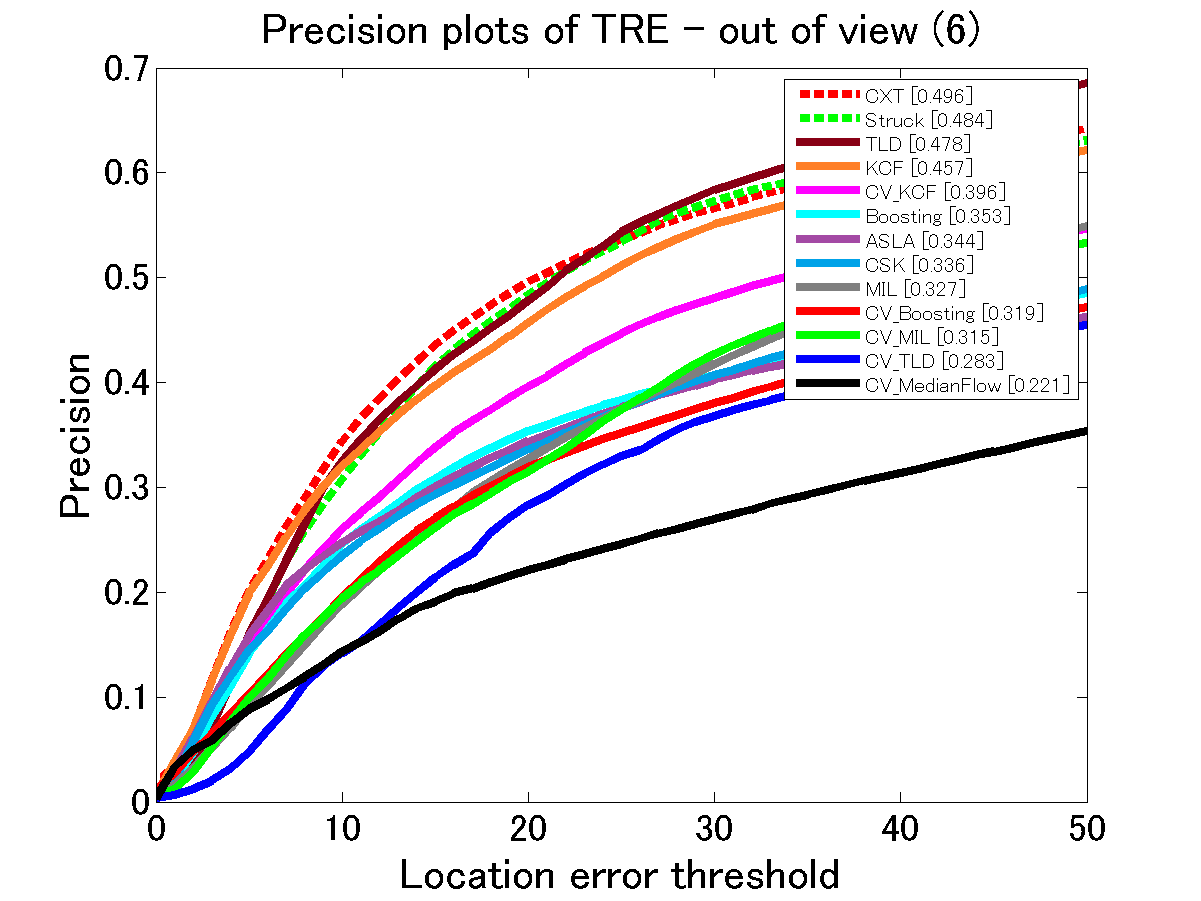 Precision plots of TRE - out of view (6)
0.7
0.6
0.5
0.4
0.3
0.2
0.1
0
Precision
CXT [0.496]
Struck [0.484]
TLD [0.478]
KCF [0.457]
CV_KCF [0.396]
Boosting [0.353]
ASLA [0.344]
CSK [0.336]
MIL [0.327]
CV_Boosting [0.319]
CV_MIL [0.315]
CV_TLD [0.283]
CV_MedianFlow [0.221]
0 10 20 30 40 50
Location error threshold